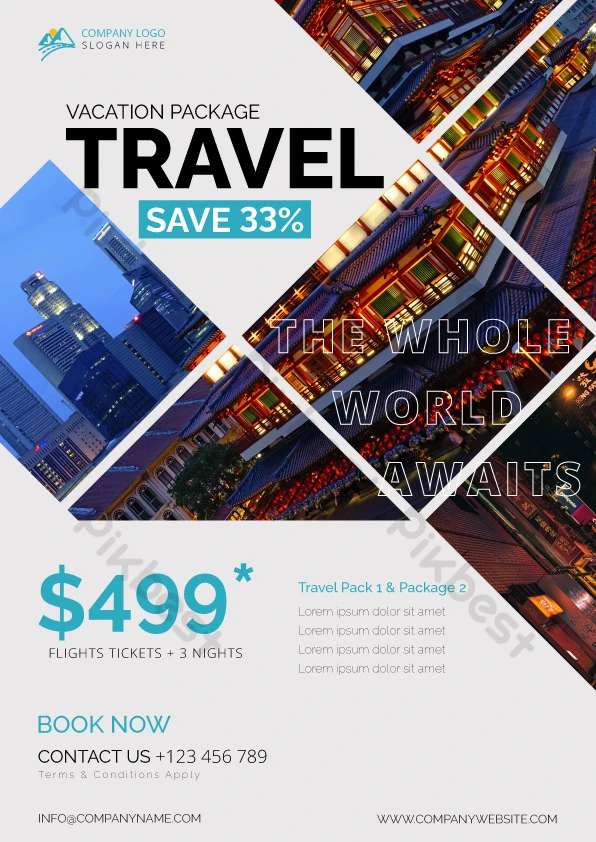 COMPANY LOGO
SLOGAN HERE
VACATION PACKAGE
TRAVEL
SAVE 33%
THE WHOLE
WORLD
AWAITS
$499*
FLIGHTS TICKETS + 3 NIGHTS
Travel Pack 1 & Package 2
Lorem ipsum dolor sit amet
Lorem ipsum dolor sit amet
Lorem ipsum dolor sit amet
Lorem ipsum dolor sit amet
BOOK NOW
CONTACT US +123 456 789
Terms & Conditions Apply
INFO@COMPANYNAME.COM
WWW.COMPANYWEBSITE.COM
Pikbest
Pikbest
Pikbest